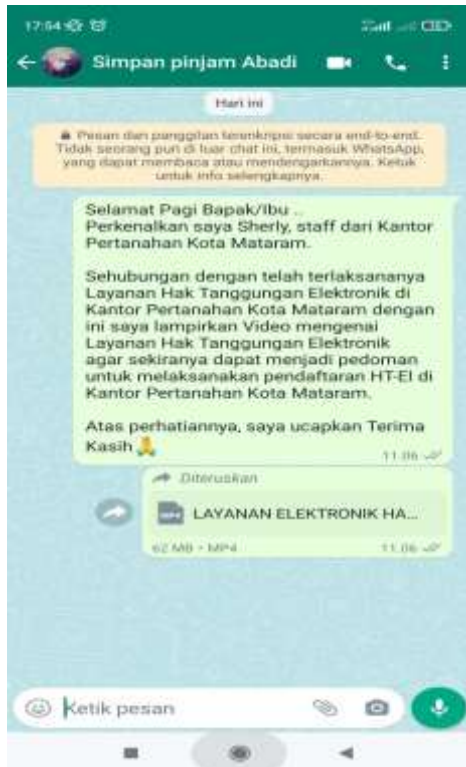 17:54
Simpan pinjam Abadi
Hari ini
Pesan dan panggilan terenkripsi secara end-to-end.
Tidak seorang pun di luar chat ini, termasuk WhatsApp,
yang dapat membaca atau mendengarkannya. Ketuk
untuk info selengkapnya.
Selamat Pagi Bapak/Ibu ..
Perkenalkan saya Sherly, staff dari Kantor
Pertanahan Kota Mataram.
Sehubungan dengan telah terlaksananya
Layanan Hak Tanggungan Elektronik di
Kantor Pertanahan Kota Mataram dengan
ini saya lampirkan Video mengenai
Layanan Hak Tanggungan Elektronik
agar sekiranya dapat menjadi pedoman
untuk melaksanakan pendaftaran HT-El di
Kantor Pertanahan Kota Mataram.
Atas perhatiannya, saya ucapkan Terima
Kasih 🙏
11.06
Diteruskan
LAYANAN ELEKTRONIK HA...
62 MB • MP4
11.06
Ketik pesan